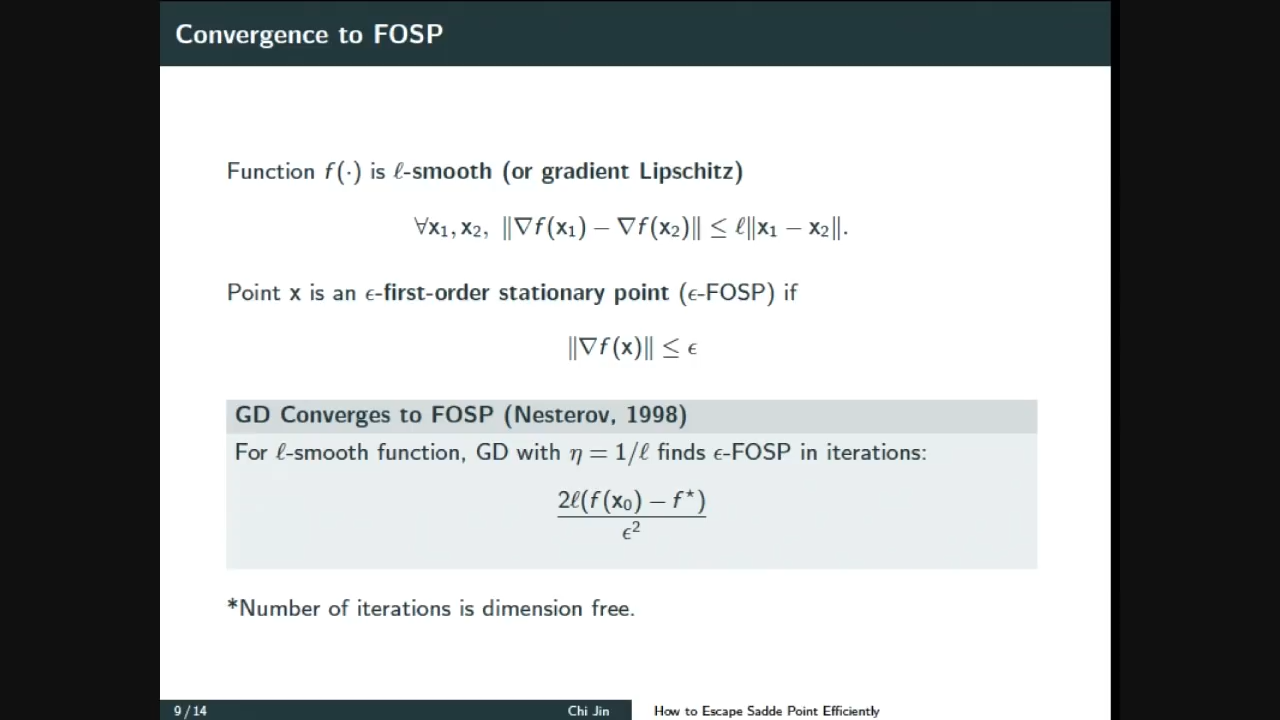 Convergence to FOSP
Function f(·) is ℓ-smooth (or gradient Lipschitz)
∀x₁, x₂, ‖∇f(x₁) − ∇f(x₂)‖ ≤ ℓ‖x₁ − x₂‖.
Point x is an ϵ-first-order stationary point (ϵ-FOSP) if
‖∇f(x)‖ ≤ ϵ
GD Converges to FOSP (Nesterov, 1998)
For ℓ-smooth function, GD with η = 1/ℓ finds ϵ-FOSP in iterations:
2ℓ(f(x₀) − f⋆)
ϵ²
*Number of iterations is dimension free.
9 / 14 Chi Jin How to Escape Sadde Point Efficiently